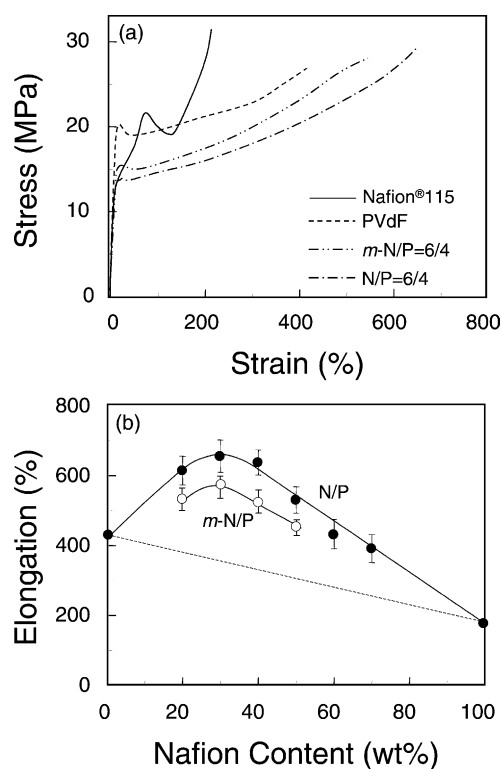 (a)
30
20
10
0
Stress (MPa)
Nafion®115
PVdF
m-N/P=6/4
N/P=6/4
0 200 400 600 800
Strain (%)
(b)
800
600
400
200
0
Elongation (%)
N/P
m-N/P
0 20 40 60 80 100
Nafion Content (wt%)